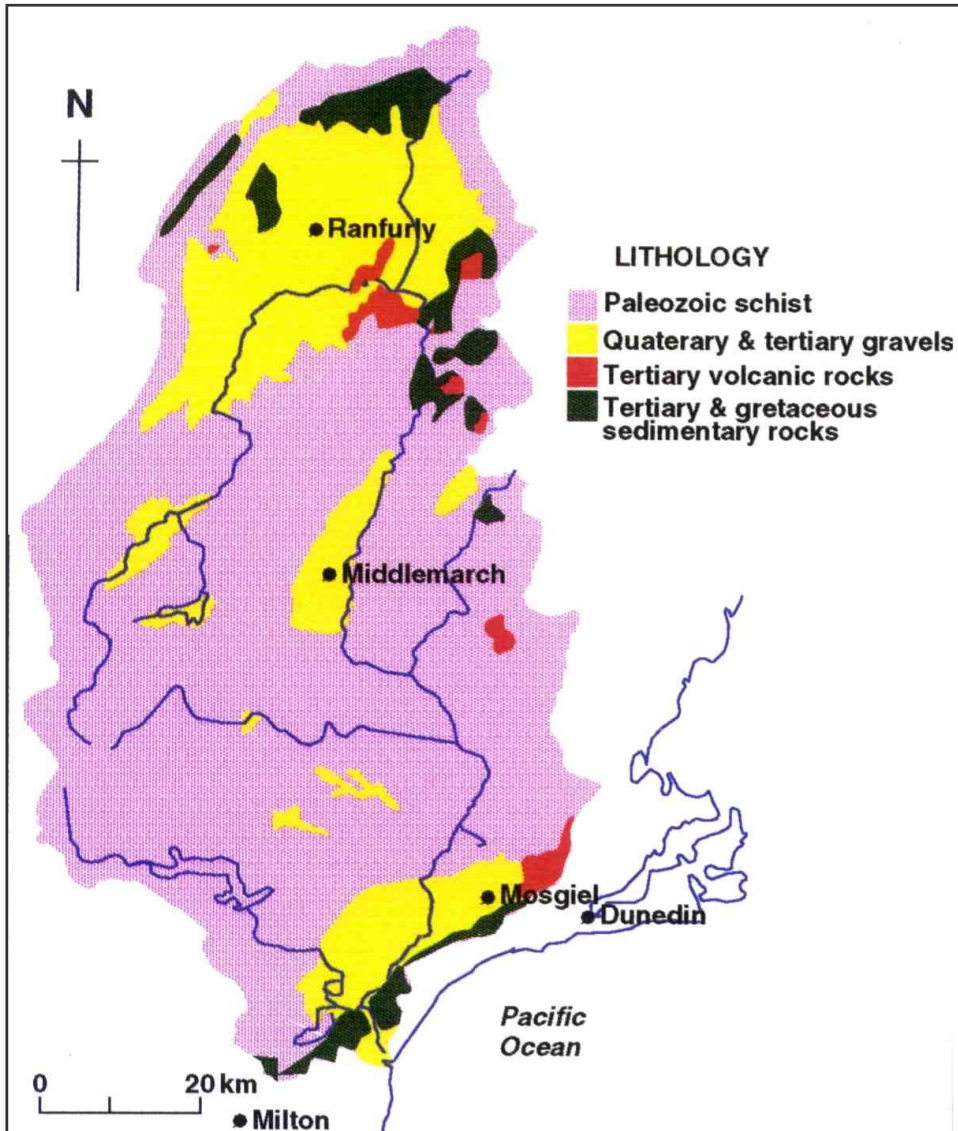 N
Ranfurly
LITHOLOGY
Paleozoic schist
Quaterary & tertiary gravels
Tertiary volcanic rocks
Tertiary & gretaceous
sedimentary rocks
Middlemarch
Mosgiel
Dunedin
Pacific
Ocean
0 20 km
Milton